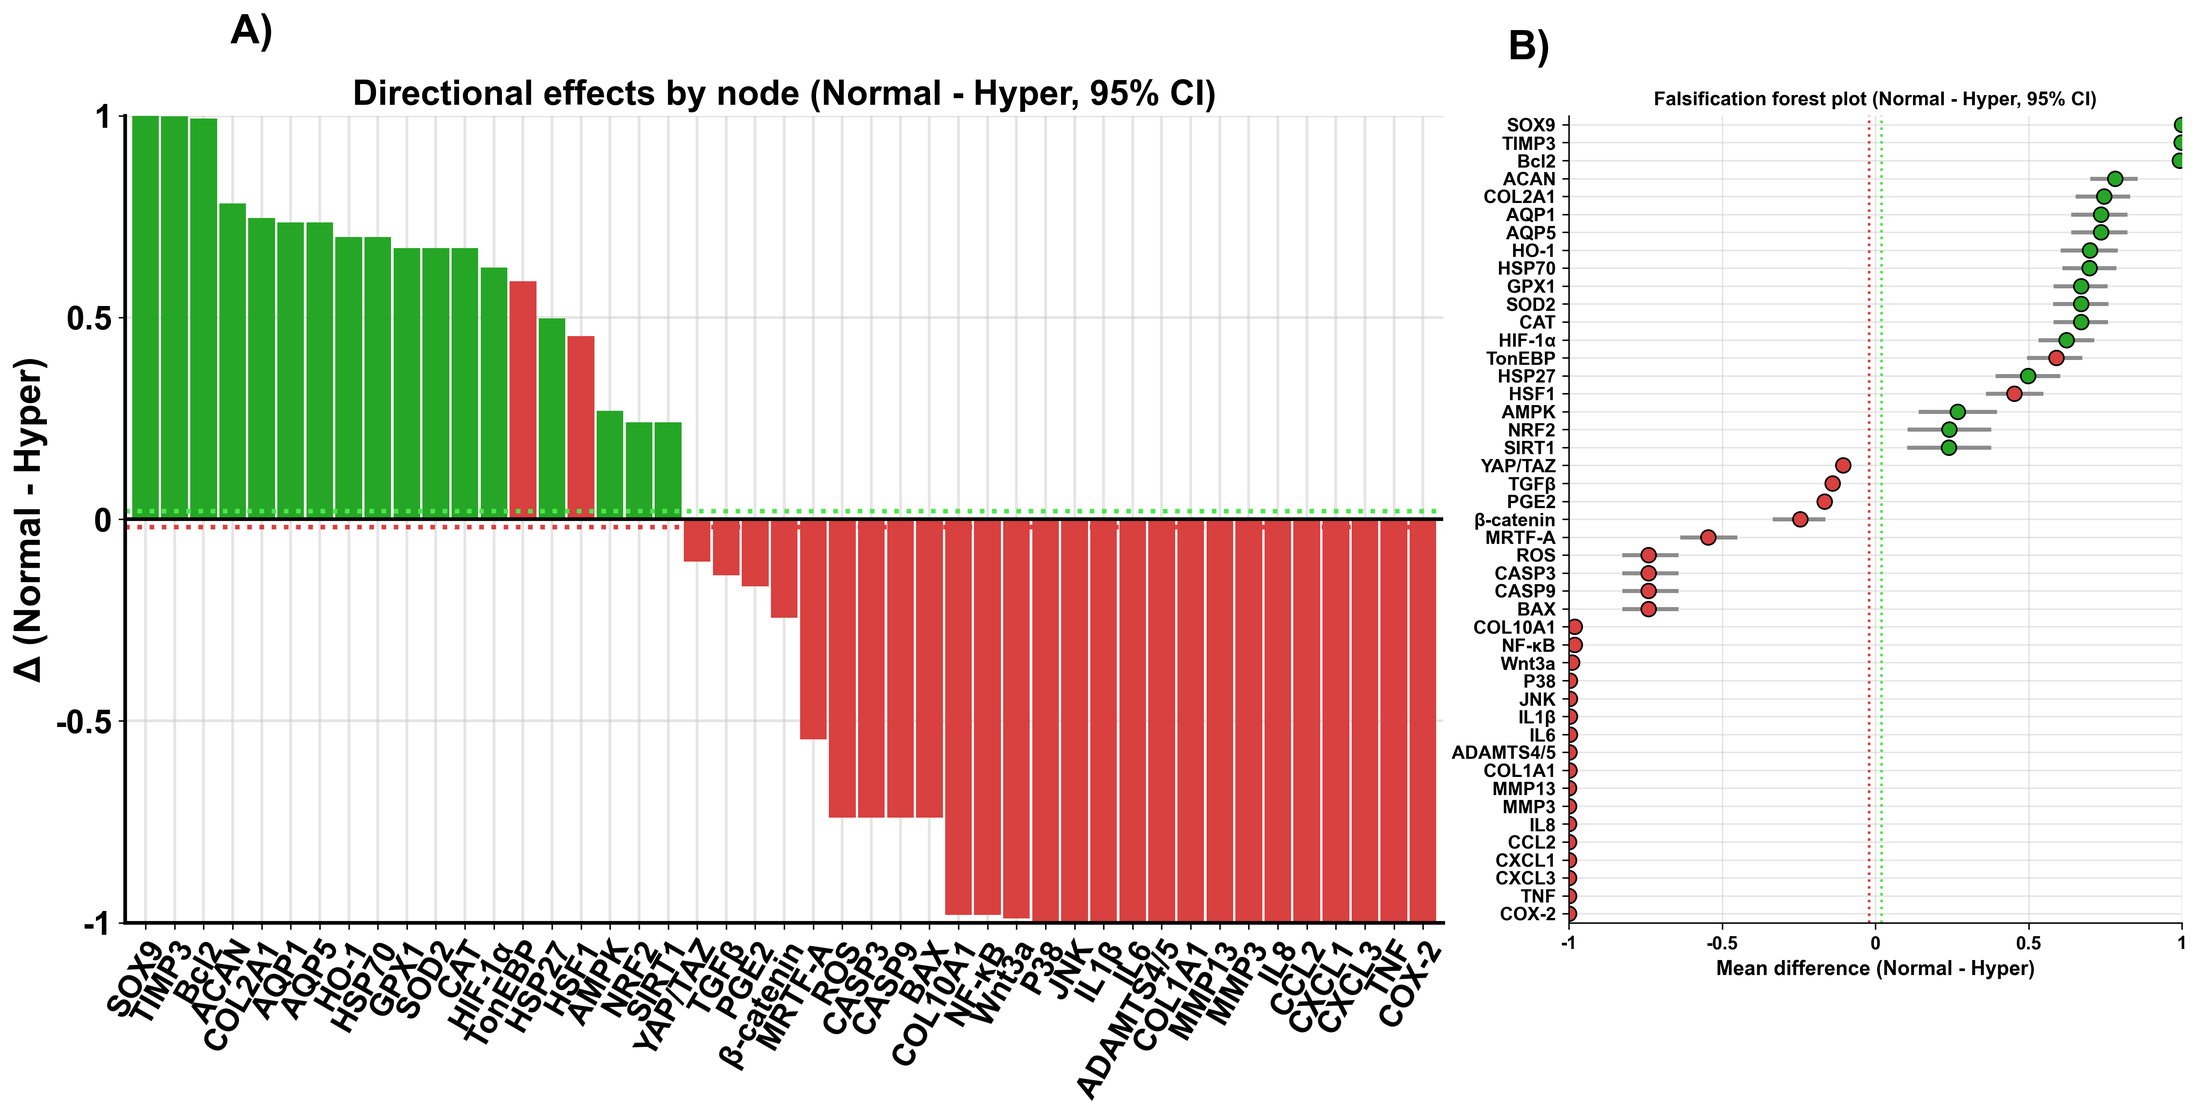 A)
Directional effects by node (Normal - Hyper, 95% CI)
Δ (Normal - Hyper)
1
0.5
0
-0.5
-1
SOX9
TIMP3
Bcl2
ACAN
COL2A1
AQP1
AQP5
HO-1
HSP70
GPX1
SOD2
CAT
HIF-1α
TonEBP
HSP27
HSF1
AMPK
NRF2
SIRT1
YAP/TAZ
TGFβ
PGE2
β-catenin
MRTF-A
ROS
CASP3
CASP9
BAX
COL10A1
NF-κB
Wnt3a
P38
JNK
IL1β
IL6
ADAMTS4/5
COL1A1
MMP13
MMP3
IL8
CCL2
CXCL1
CXCL3
TNF
COX-2
B)
Falsification forest plot (Normal - Hyper, 95% CI)
SOX9
TIMP3
Bcl2
ACAN
COL2A1
AQP1
AQP5
HO-1
HSP70
GPX1
SOD2
CAT
HIF-1α
TonEBP
HSP27
HSF1
AMPK
NRF2
SIRT1
YAP/TAZ
TGFβ
PGE2
β-catenin
MRTF-A
ROS
CASP3
CASP9
BAX
COL10A1
NF-κB
Wnt3a
P38
JNK
IL1β
IL6
ADAMTS4/5
COL1A1
MMP13
MMP3
IL8
CCL2
CXCL1
CXCL3
TNF
COX-2
-1 -0.5 0 0.5 1
Mean difference (Normal - Hyper)